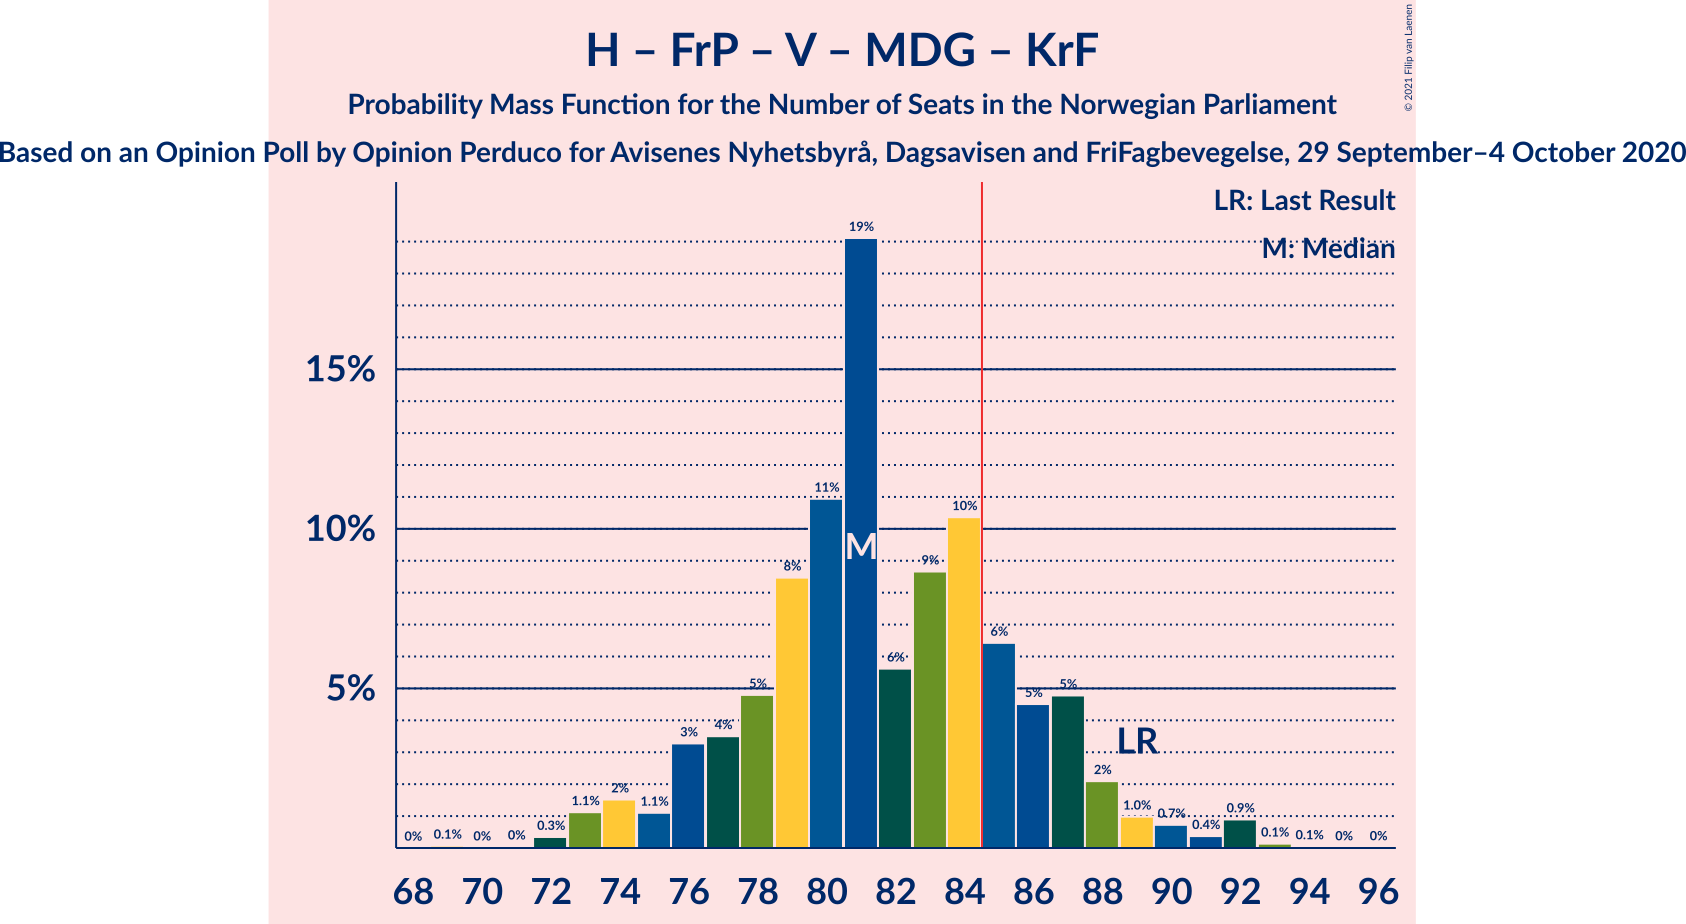 H – FrP – V – MDG – KrF
Probability Mass Function for the Number of Seats in the Norwegian Parliament
Based on an Opinion Poll by Opinion Perduco for Avisenes Nyhetsbyrå, Dagsavisen and FriFagbevegelse, 29 September–4 October 2020
© 2021 Filip van Laenen
LR: Last Result
M: Median
15%
10%
5%
0% 0.1% 0% 0% 0.3% 1.1% 2% 1.1% 3% 4% 5% 8% 11% 19% 6% 9% 10% 6% 5% 5% 2% 1.0% 0.7% 0.4% 0.9% 0.1% 0.1% 0% 0%
M
LR
68 70 72 74 76 78 80 82 84 86 88 90 92 94 96